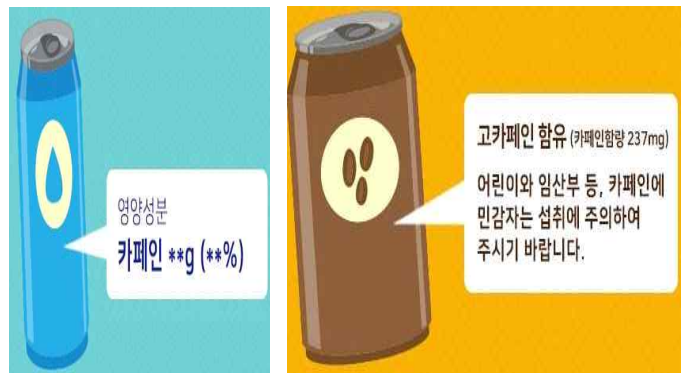 영양성분
카페인 **g (**%)
고카페인 함유 (카페인함량 237mg)
어린이와 임산부 등, 카페인에
민감자는 섭취에 주의하여
주시기 바랍니다.